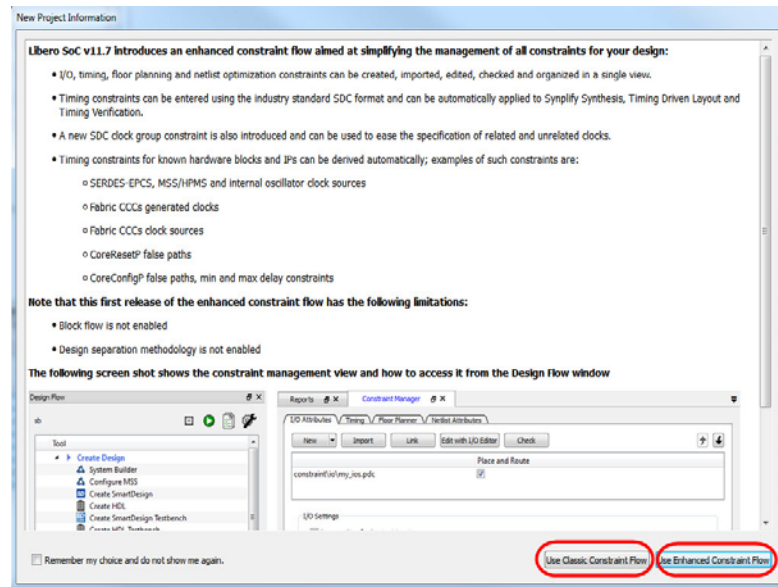 New Project Information
Libero SoC v11.7 introduces an enhanced constraint flow aimed at simplifying the management of all constraints for your design:
• I/O, timing, floor planning and netlist optimization constraints can be created, imported, edited, checked and organized in a single view.
• Timing constraints can be entered using the industry standard SDC format and can be automatically applied to Synplify Synthesis, Timing Driven Layout and
Timing Verification.
• A new SDC clock group constraint is also introduced and can be used to ease the specification of related and unrelated clocks.
• Timing constraints for known hardware blocks and IPs can be derived automatically; examples of such constraints are:
o SERDES-EPCS, MSS/HPMS and internal oscillator clock sources
o Fabric CCCs generated clocks
o Fabric CCCs clock sources
o CoreResetP false paths
o CoreConfigP false paths, min and max delay constraints
Note that this first release of the enhanced constraint flow has the following limitations:
• Block flow is not enabled
• Design separation methodology is not enabled
The following screen shot shows the constraint management view and how to access it from the Design Flow window
Design Flow
Reports Constraint Manager
sb
I/O Attributes Timing Floor Planner Netlist Attributes
Tool
New Import Link Edit with I/O Editor Check
Create Design
Place and Route
System Builder
constraint\io\my_ios.pdc
Configure MSS
Create SmartDesign
Create HDL
I/O Settings
Create SmartDesign Testbench
Create HDL Testbench
Remember my choice and do not show me again.
Use Classic Constraint Flow
Use Enhanced Constraint Flow